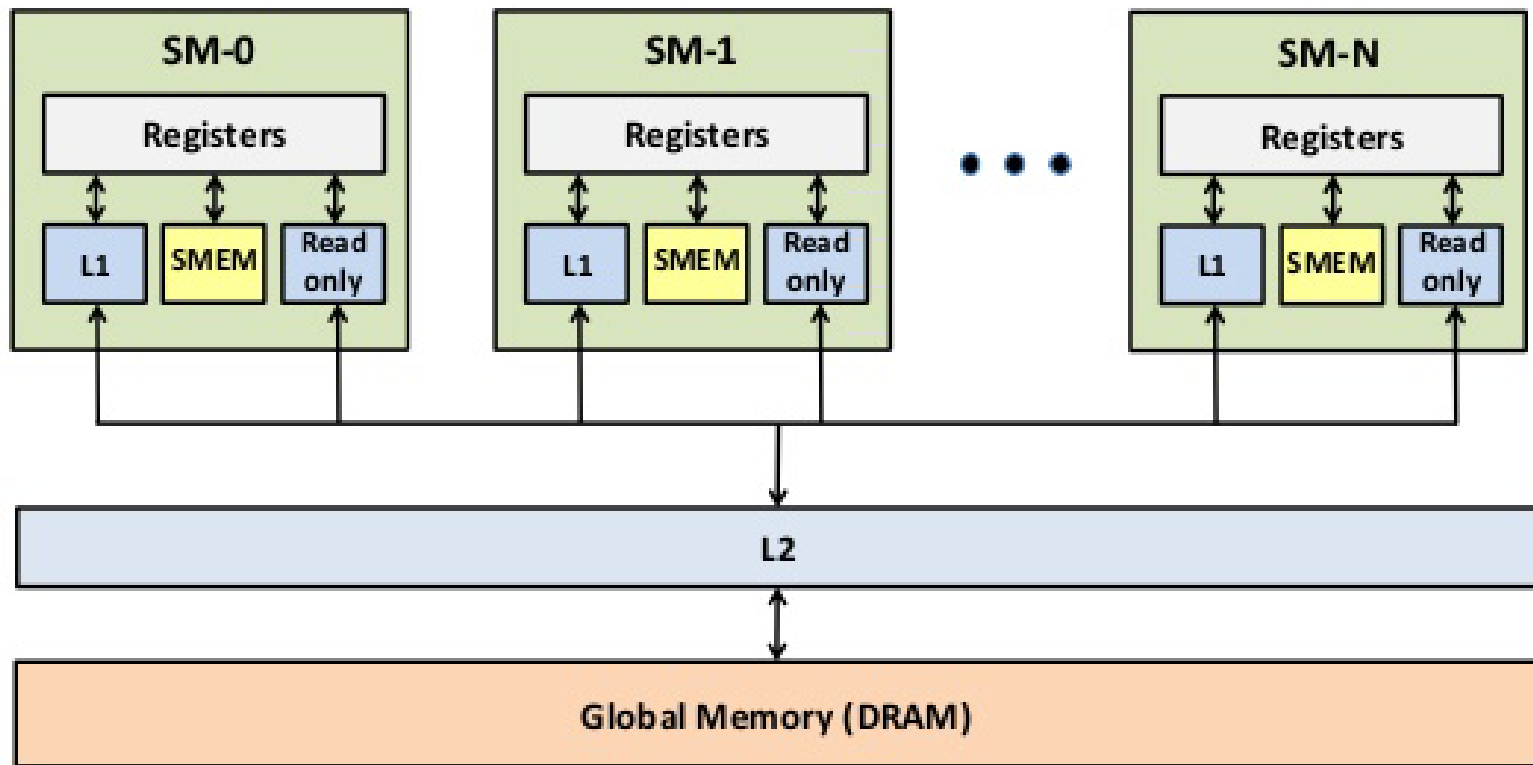 SM-0
SM-1
SM-N
Registers
Registers
Registers
L1
SMEM
Read
only
L1
SMEM
Read
only
L1
SMEM
Read
only
L2
Global Memory (DRAM)